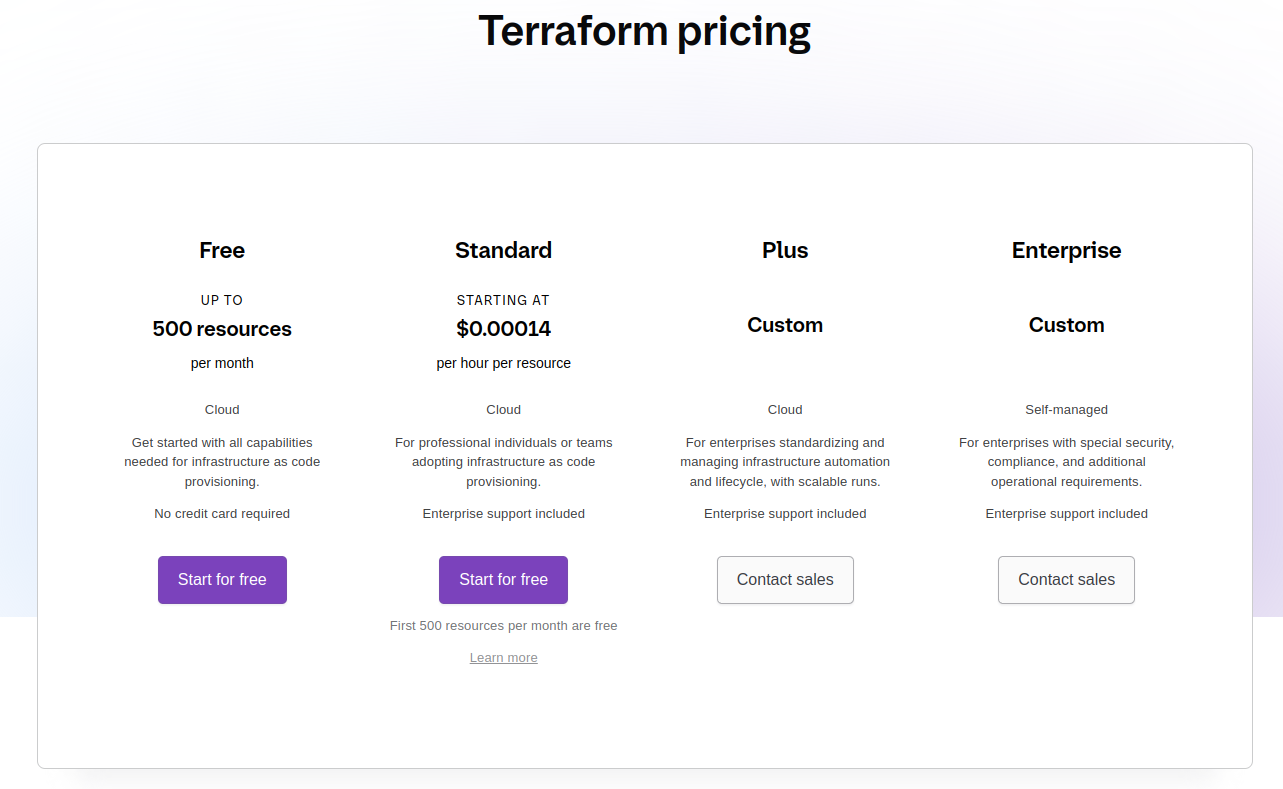 Terraform pricing
Free
UP TO
500 resources
per month
Cloud
Get started with all capabilities
needed for infrastructure as code
provisioning.
No credit card required
Start for free
Standard
STARTING AT
$0.00014
per hour per resource
Cloud
For professional individuals or teams
adopting infrastructure as code
provisioning.
Enterprise support included
Start for free
First 500 resources per month are free
Learn more
Plus
Custom
Cloud
For enterprises standardizing and
managing infrastructure automation
and lifecycle, with scalable runs.
Enterprise support included
Contact sales
Enterprise
Custom
Self-managed
For enterprises with special security,
compliance, and additional
operational requirements.
Enterprise support included
Contact sales